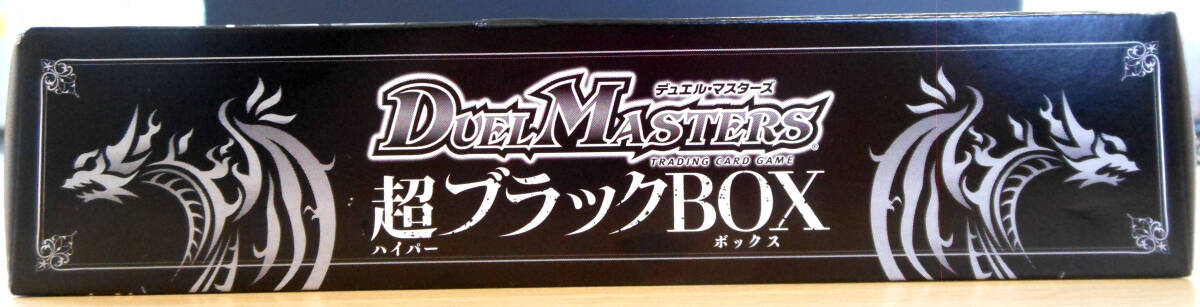 デュエル・マスターズ
DUEL MASTERS®
TRADING CARD GAME
超ブラックBOX
ハイパー ボックス